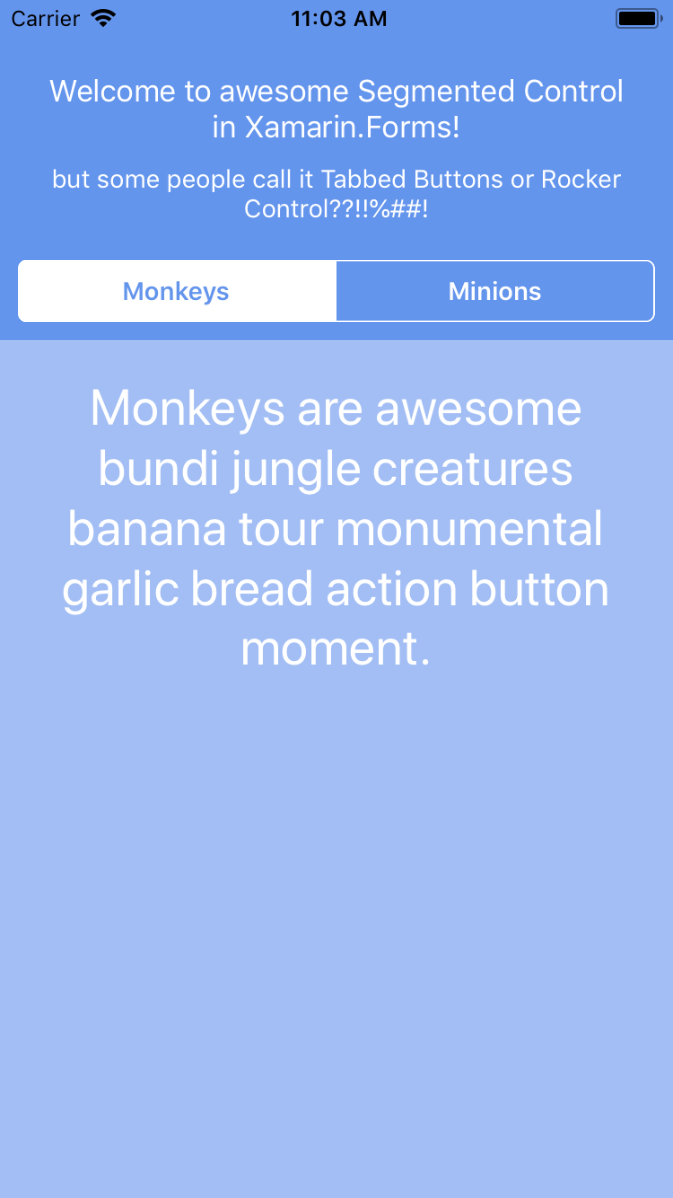 Carrier 11:03 AM
Welcome to awesome Segmented Control
in Xamarin.Forms!
but some people call it Tabbed Buttons or Rocker
Control??!!%##!
Monkeys Minions
Monkeys are awesome
bundi jungle creatures
banana tour monumental
garlic bread action button
moment.